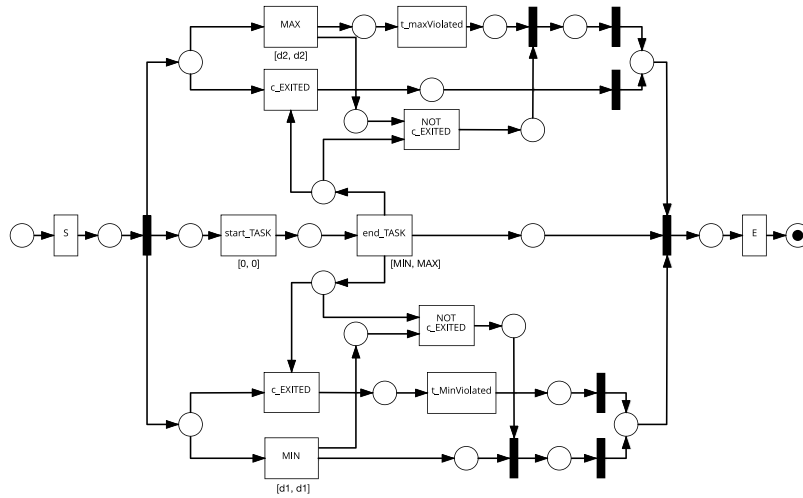 MAX
t_maxViolated
[d2, d2]
c_EXITED
NOT
c_EXITED
S
start_TASK
end_TASK
E
[0, 0]
[MIN, MAX]
NOT
c_EXITED
c_EXITED
t_MinViolated
MIN
[d1, d1]